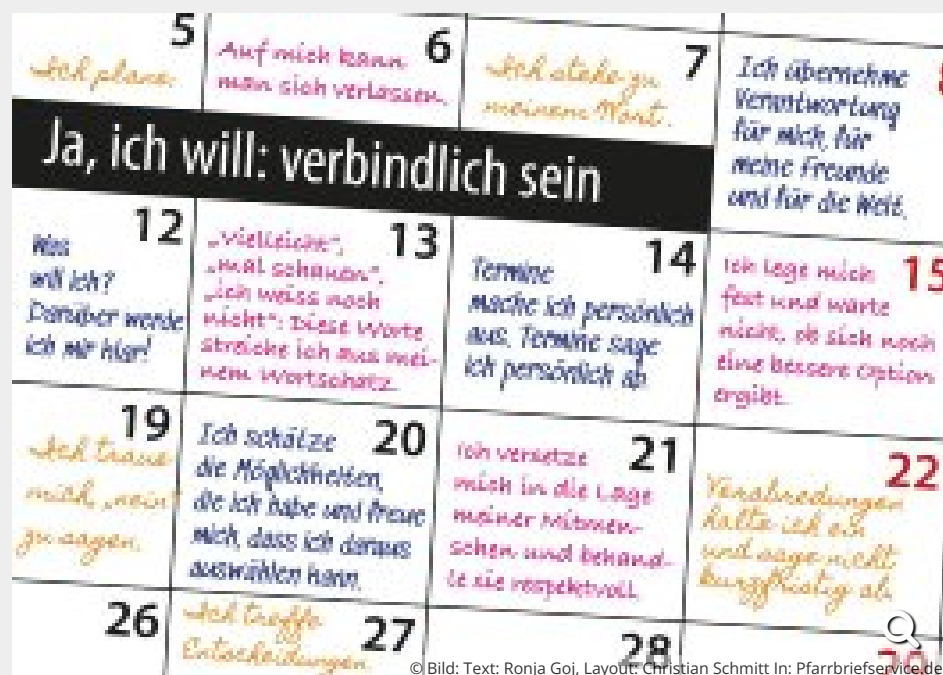 5
Ich plane.
6
Auf mich kann
man sich verlassen.
7
Ich stehe zu
meinem Wort.
Ich übernehme
Verantwortung
für mich, für
meine Freunde
und für die Welt.
Ja, ich will: verbindlich sein
12
Was
will ich?
Darüber werde
ich mir klar!
13
„Vielleicht",
„mal schauen",
„ich weiss noch
nicht": Diese Worte
streiche ich aus mei-
nem Wortschatz.
14
Termine
mache ich persönlich
aus. Termine sage
ich persönlich ab.
15
Ich lege mich
fest und warte
nicht, ob sich noch
eine bessere Option
ergibt.
19
Ich traue
mich „nein
zu sagen.
20
Ich schätze
die Möglichkeiten,
die ich habe und freue
mich, dass ich daraus
auswählen kann.
21
Ich versetze
mich in die Lage
meiner Mitmen-
schen und behand-
le sie respektvoll.
22
Verabredungen
halte ich ein
und sage nicht
kurzfristig ab.
26
27
Ich treffe
Entscheidungen
28
© Bild: Text: Ronja Goj, Layout: Christian Schmitt In: Pfarrbriefservice.de